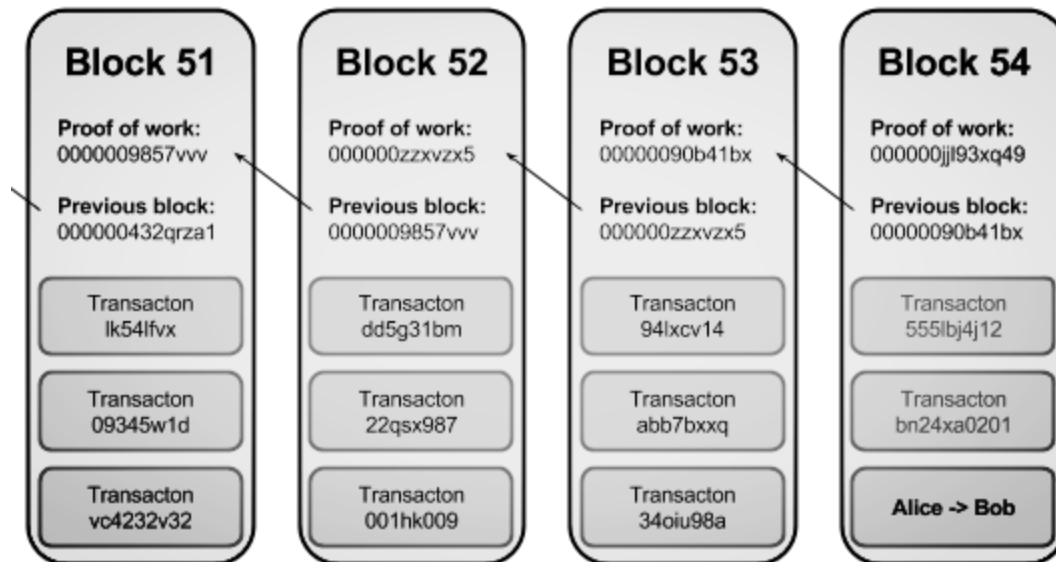 Block 51
Proof of work:
0000009857vvv
Previous block:
000000432qrza1
Transacton
lk54lfvx
Transacton
09345w1d
Transacton
vc4232v32
Block 52
Proof of work:
000000zzxvzx5
Previous block:
0000009857vvv
Transacton
dd5g31bm
Transacton
22qsx987
Transacton
001hk009
Block 53
Proof of work:
00000090b41bx
Previous block:
000000zzxvzx5
Transacton
94lxcv14
Transacton
abb7bxxq
Transacton
34oiu98a
Block 54
Proof of work:
000000jjl93xq49
Previous block:
00000090b41bx
Transacton
555lbj4j12
Transacton
bn24xa0201
Alice -> Bob